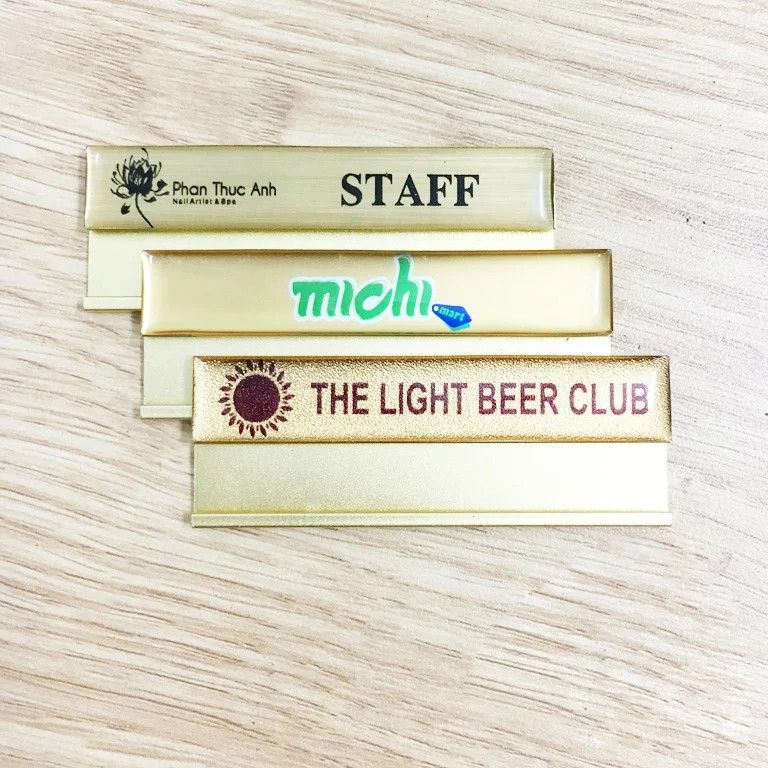 Phan Thuc Anh
Nail Artist & Spa
STAFF
michi
mart
THE LIGHT BEER CLUB